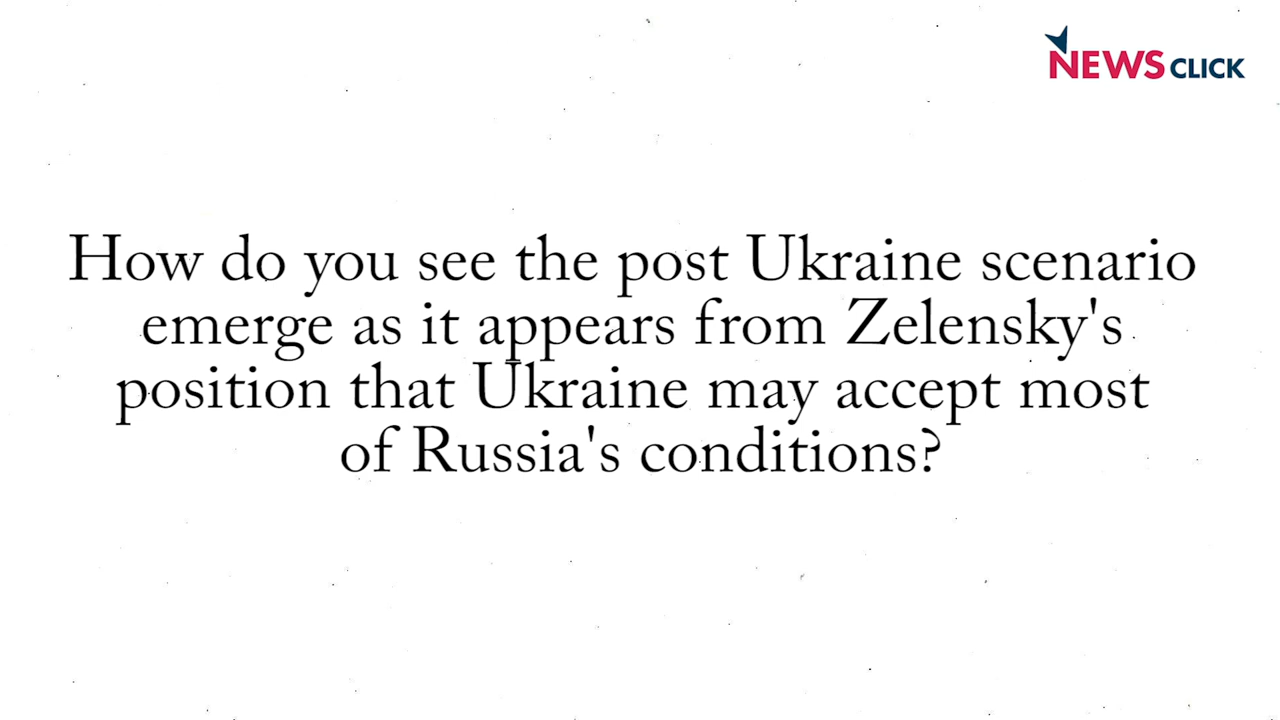 NEWSCLICK
How do you see the post Ukraine scenario
emerge as it appears from Zelensky's
position that Ukraine may accept most
of Russia's conditions?